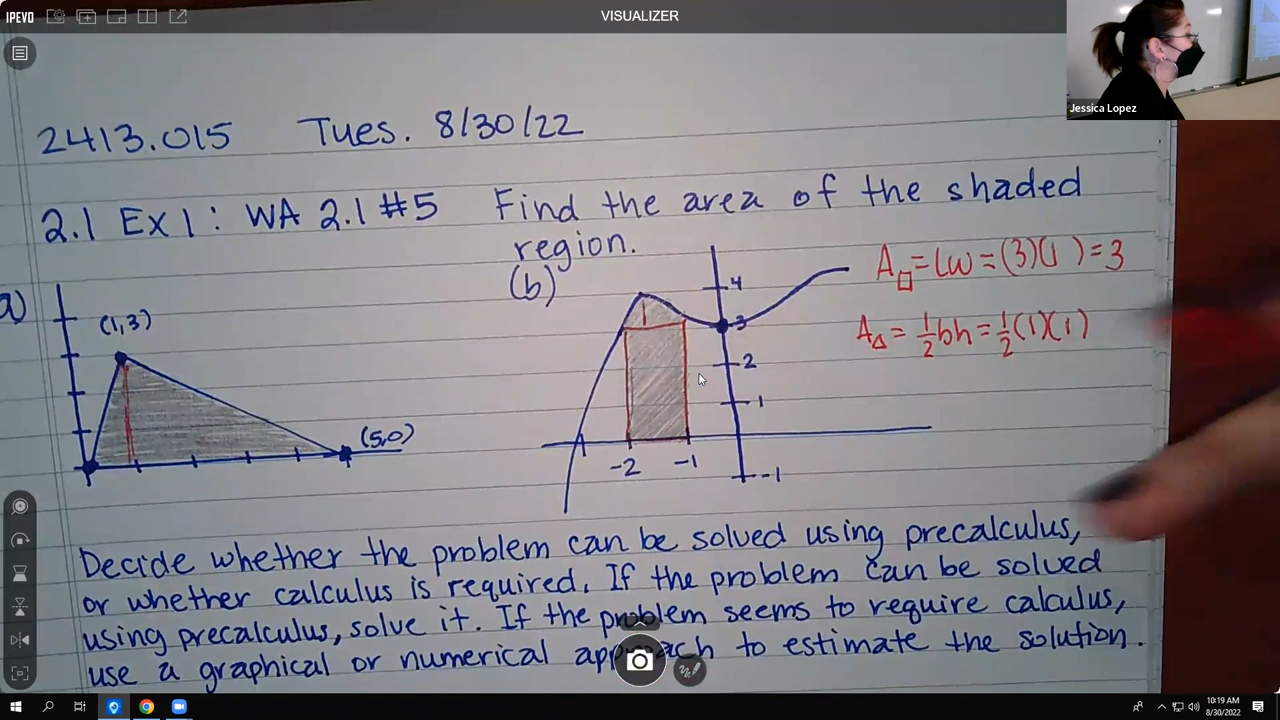 IPEVO
VISUALIZER
Jessica Lopez
2413.015 Tues. 8/30/22
2.1 Ex 1: WA 2.1 #5 Find the area of the shaded
region.
a)
(b)
(1,3)
(5,0)
4
3
2
1
-1
-2 -1
A□ = lw = (3)(1) = 3
A△ = ½bh = ½(1)(1)
Decide whether the problem can be solved using precalculus,
or whether calculus is required. If the problem can be solved
using precalculus, solve it. If the problem seems to require calculus,
use a graphical or numerical approach to estimate the solution.
10:19 AM
8/30/2022